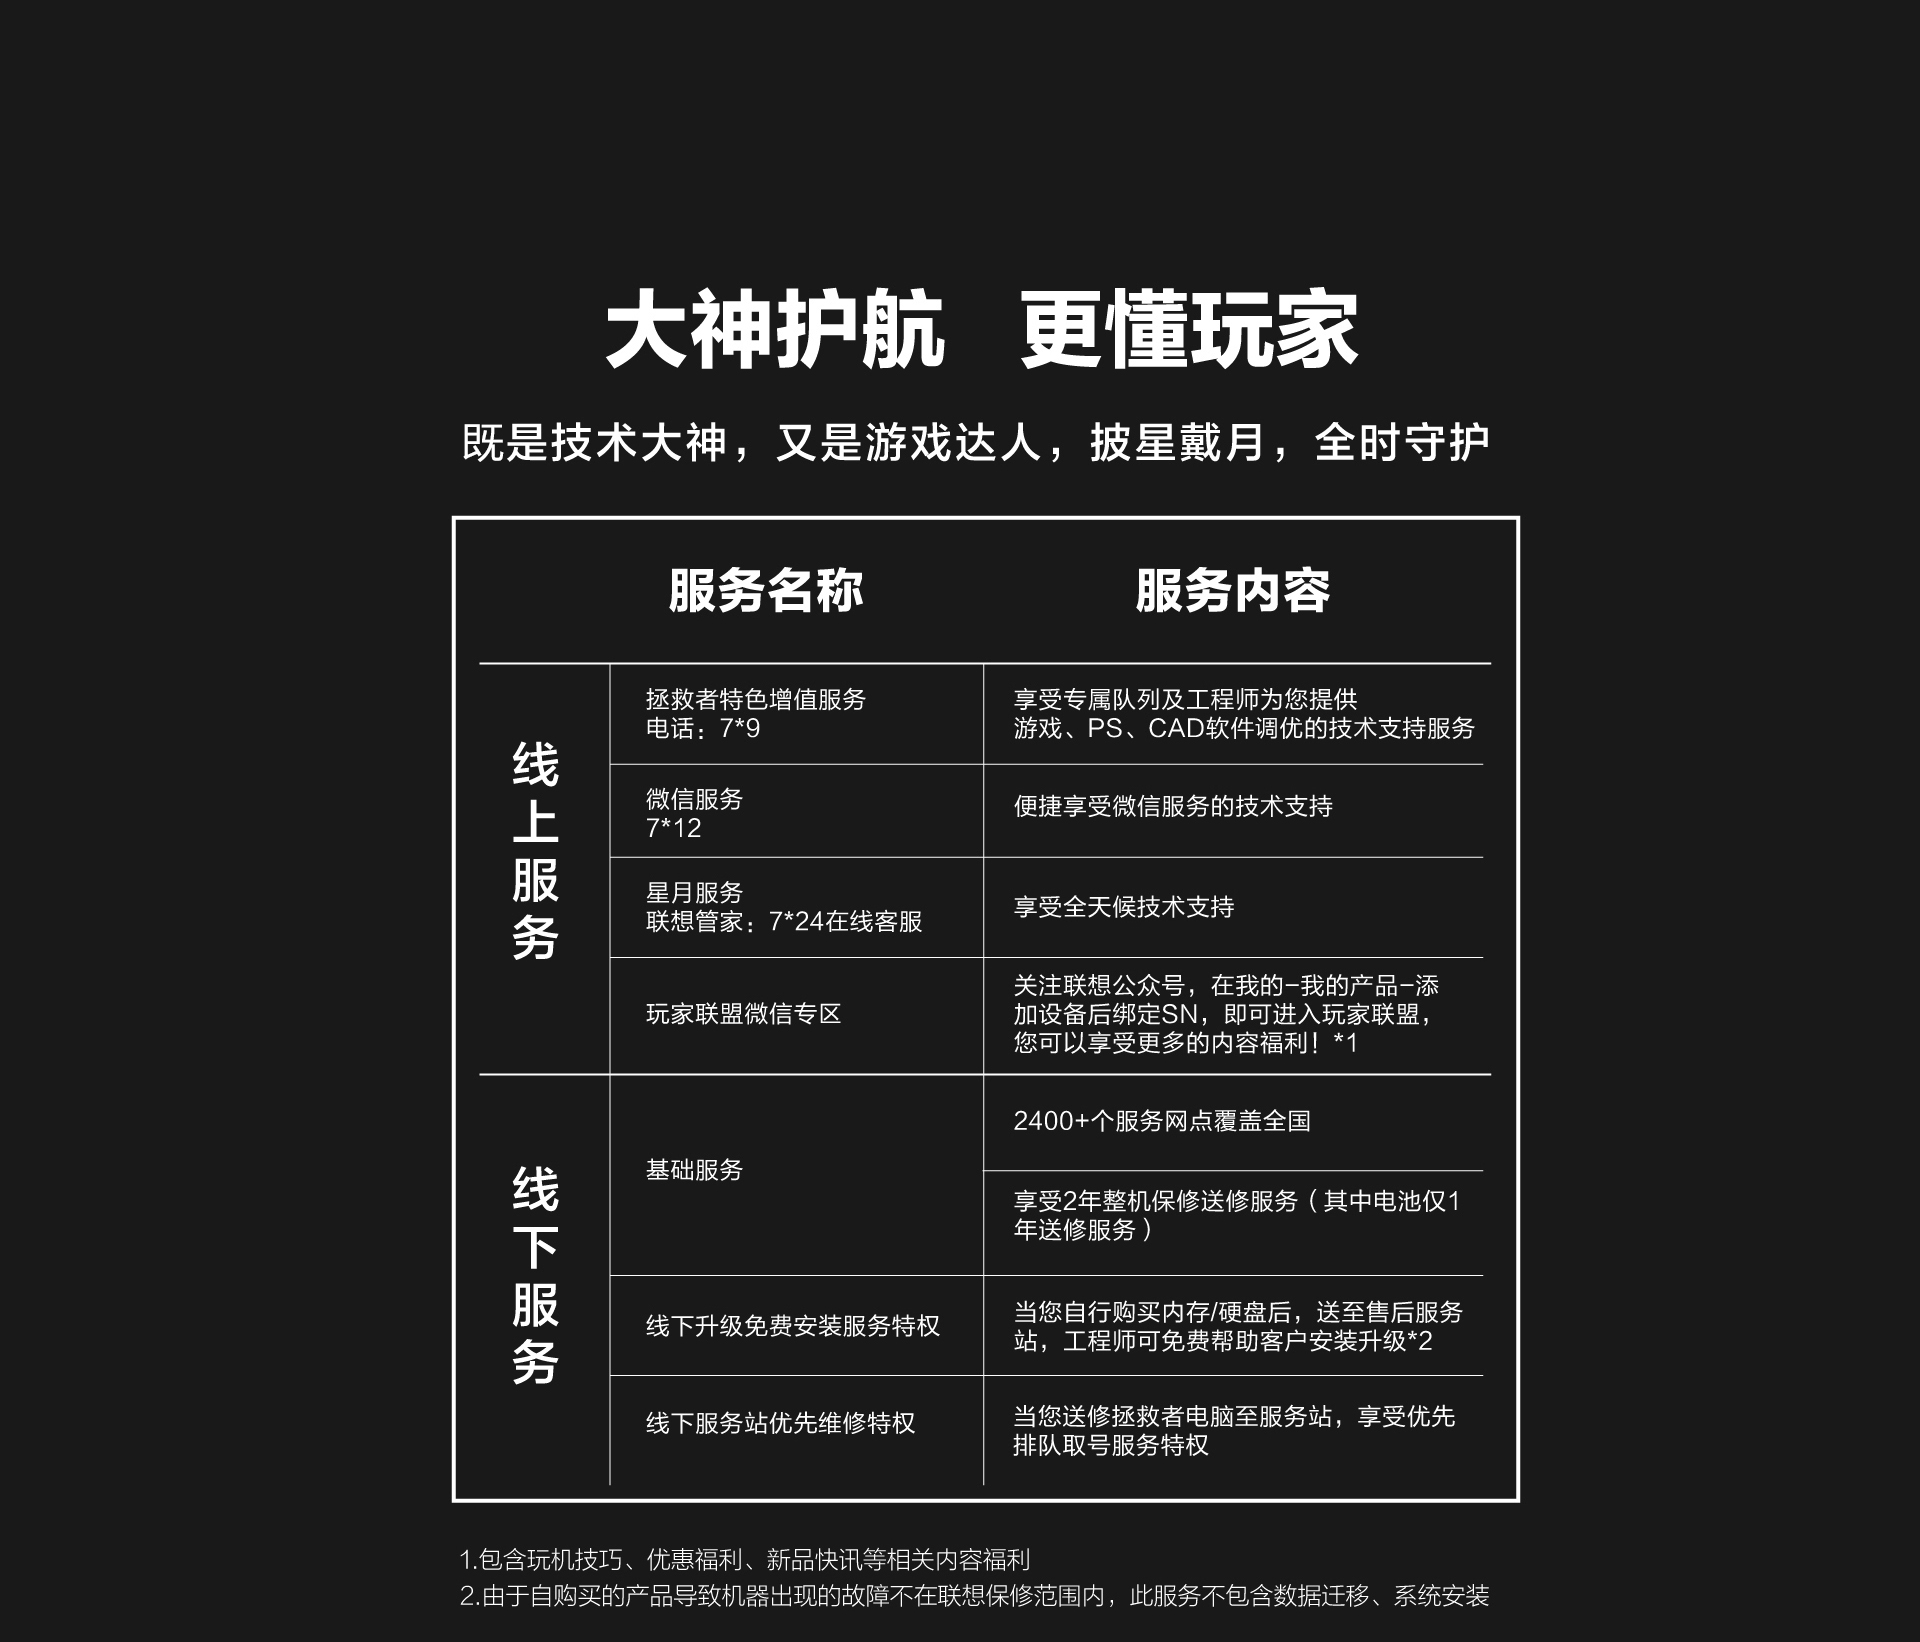 大神护航 更懂玩家
既是技术大神，又是游戏达人，披星戴月，全时守护
服务名称 服务内容
线上服务
拯救者特色增值服务
电话：7*9
享受专属队列及工程师为您提供
游戏、PS、CAD软件调优的技术支持服务
微信服务
7*12
便捷享受微信服务的技术支持
星月服务
联想管家：7*24在线客服
享受全天候技术支持
玩家联盟微信专区
关注联想公众号，在我的–我的产品–添
加设备后绑定SN，即可进入玩家联盟，
您可以享受更多的内容福利！*1
线下服务
基础服务
2400+个服务网点覆盖全国
享受2年整机保修送修服务（其中电池仅1
年送修服务）
线下升级免费安装服务特权
当您自行购买内存/硬盘后，送至售后服务
站，工程师可免费帮助客户安装升级*2
线下服务站优先维修特权
当您送修拯救者电脑至服务站，享受优先
排队取号服务特权
1.包含玩机技巧、优惠福利、新品快讯等相关内容福利
2.由于自购买的产品导致机器出现的故障不在联想保修范围内，此服务不包含数据迁移、系统安装